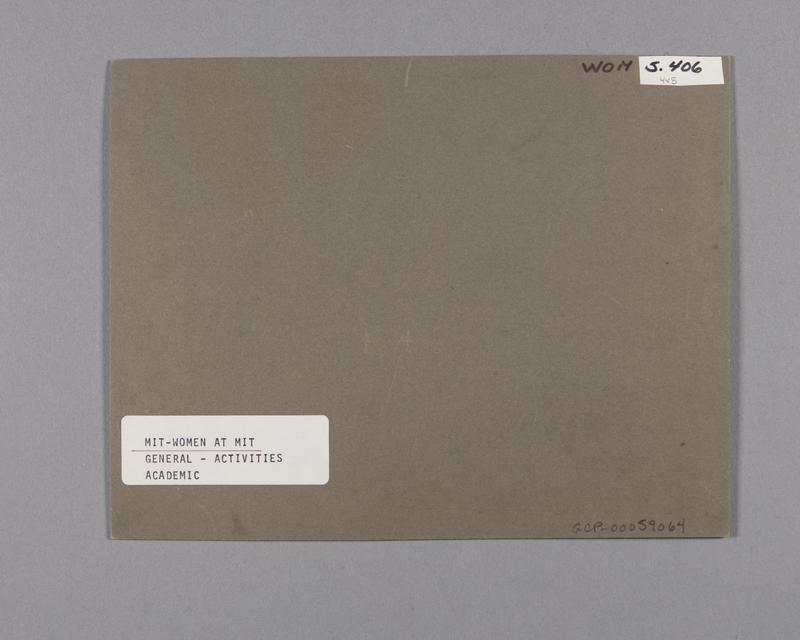 WOM S.406
4x5
MIT-WOMEN AT MIT
GENERAL - ACTIVITIES
ACADEMIC
GCP-00059064